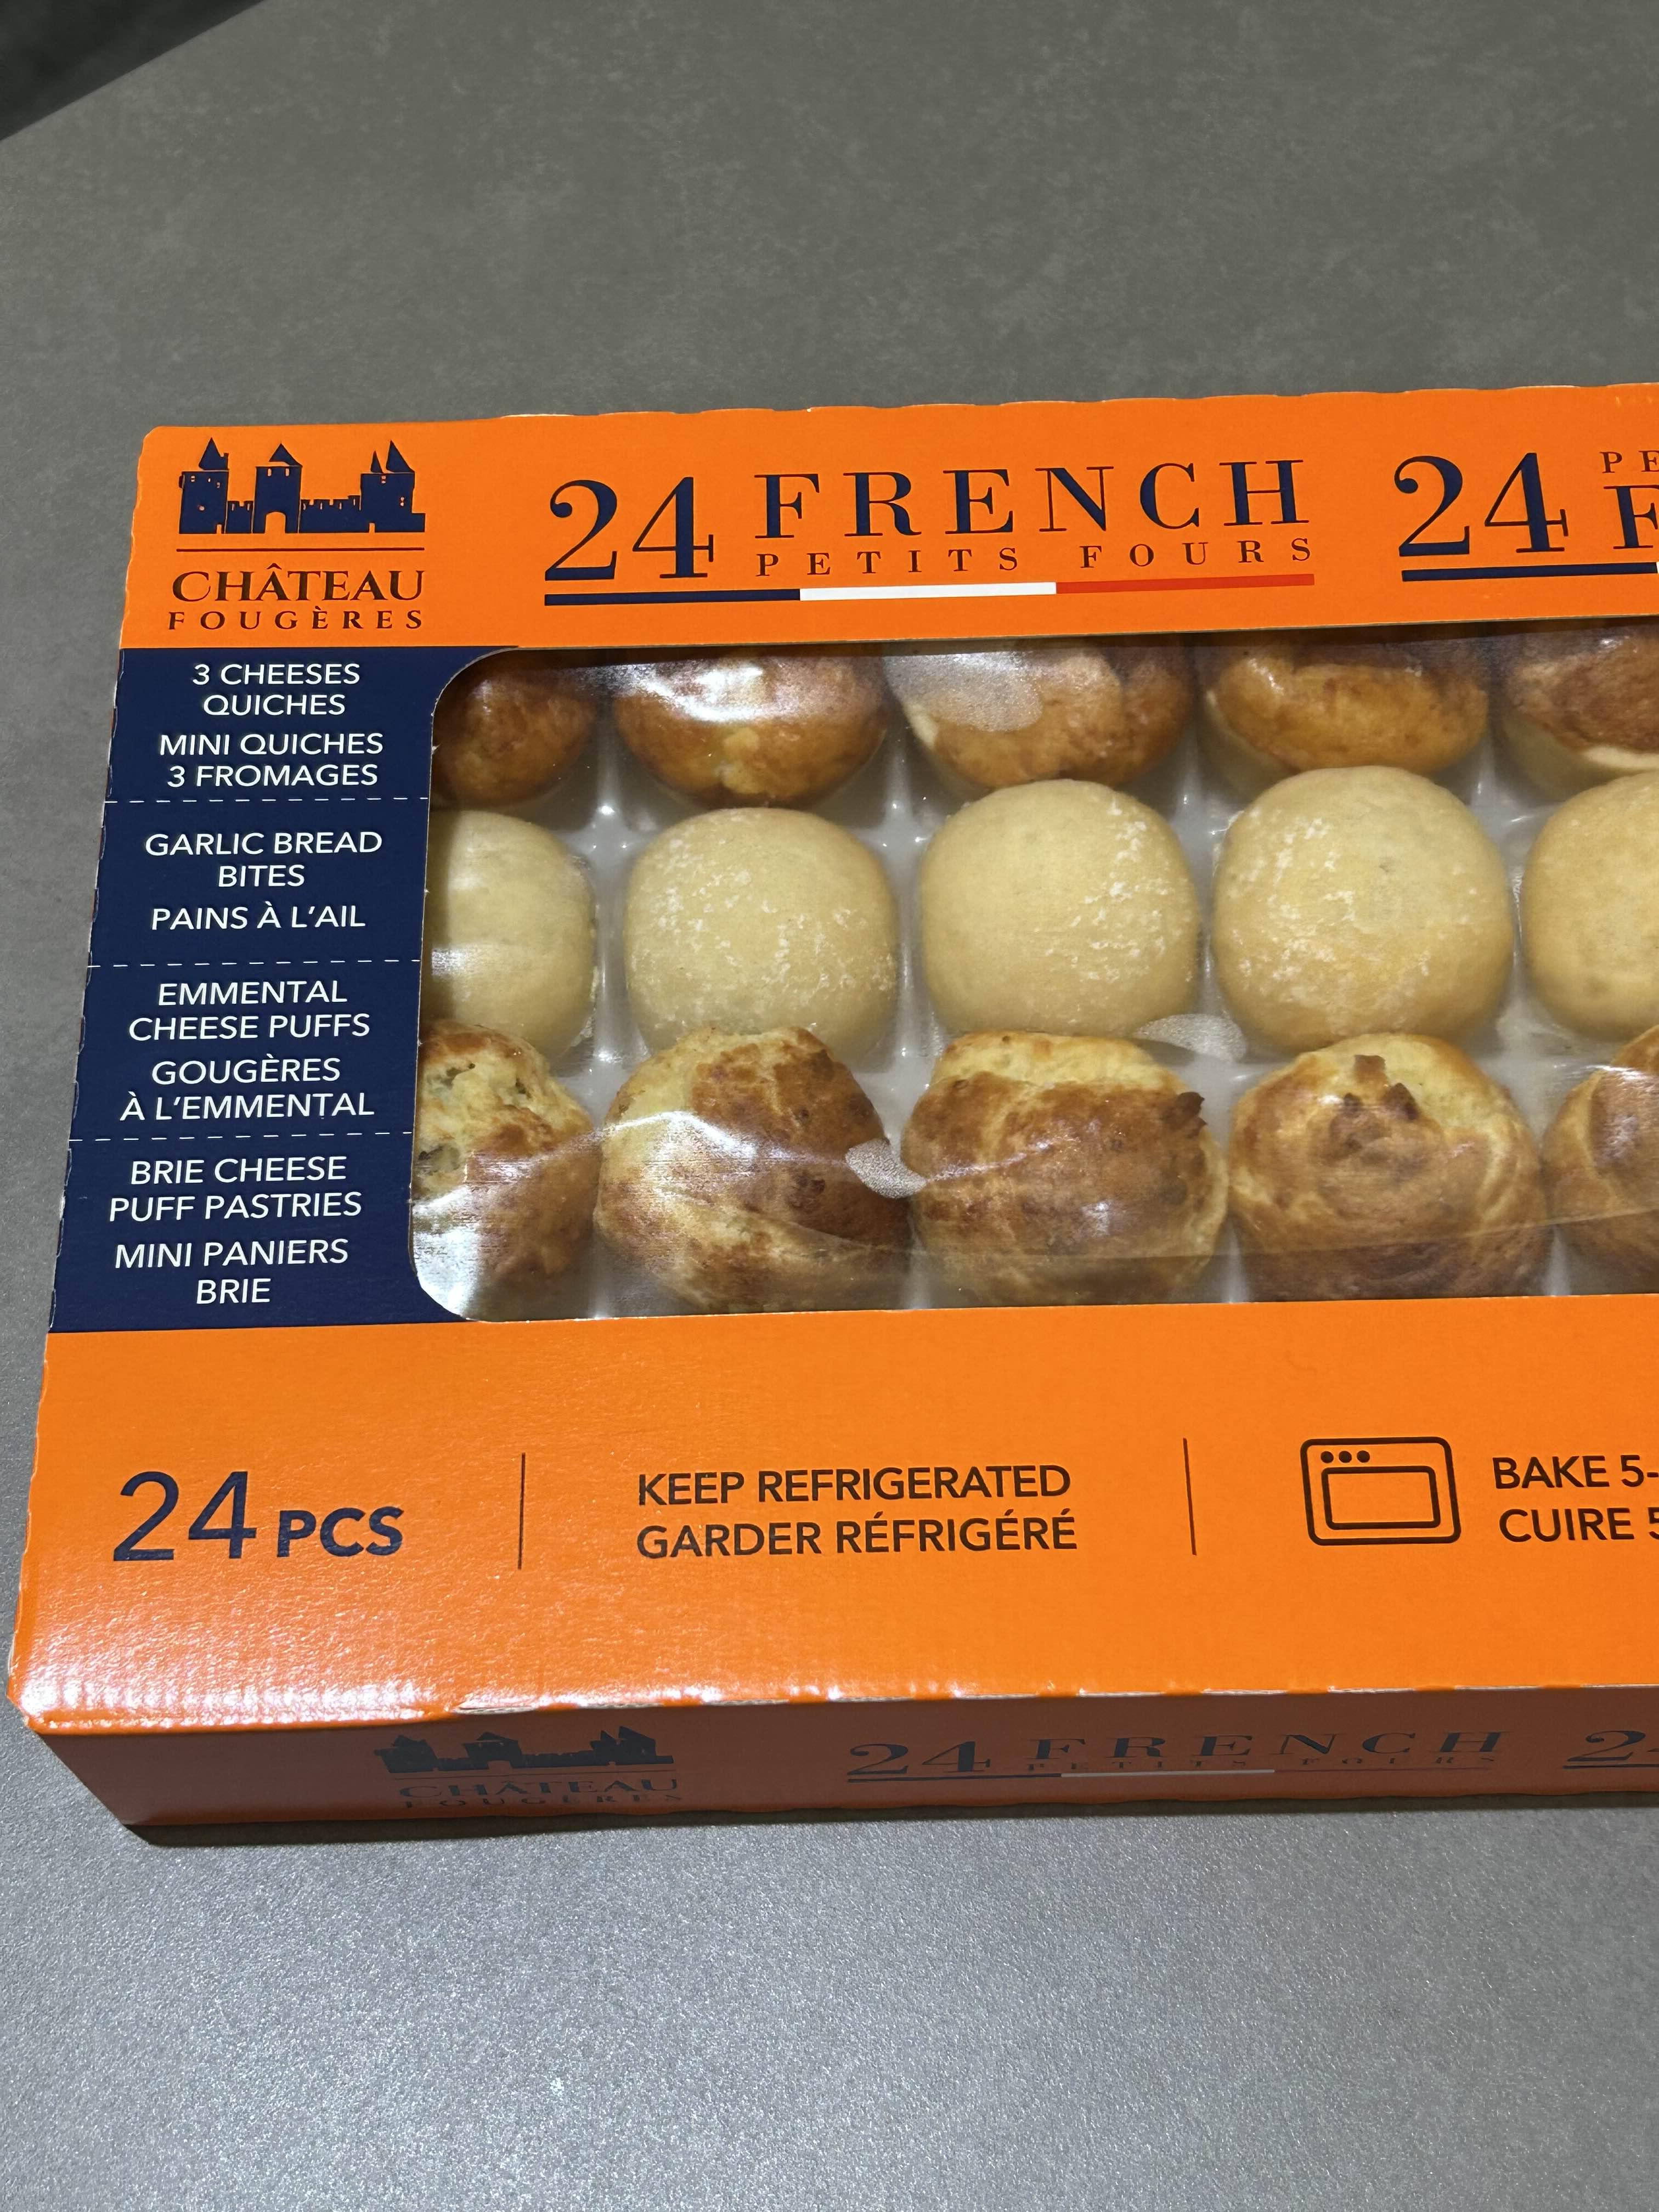 CHÂTEAU
FOUGÈRES
24 FRENCH
PETITS FOURS
24
3 CHEESES
QUICHES
MINI QUICHES
3 FROMAGES
GARLIC BREAD
BITES
PAINS À L'AIL
EMMENTAL
CHEESE PUFFS
GOUGÈRES
À L'EMMENTAL
BRIE CHEESE
PUFF PASTRIES
MINI PANIERS
BRIE
24 PCS
KEEP REFRIGERATED
GARDER RÉFRIGÉRÉ
BAKE 5-
CUIRE 5
CHÂTEAU
FOUGÈRES
24 FRENCH
PETITS FOURS